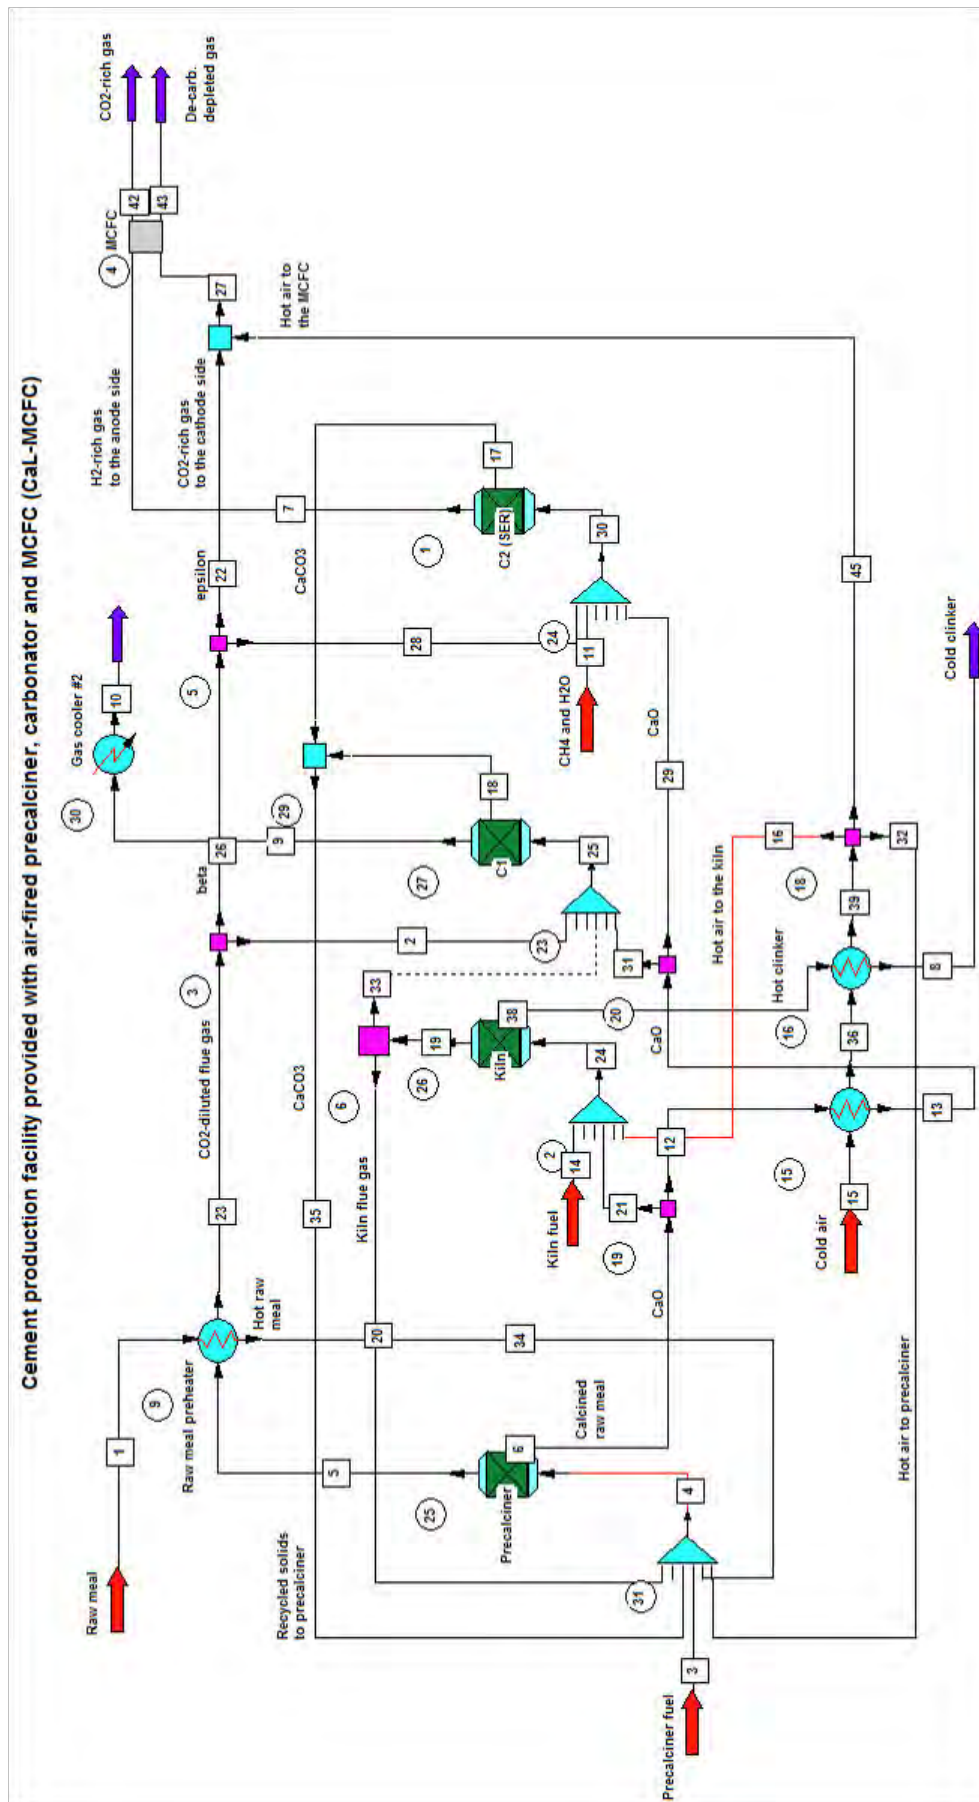 Cement production facility provided with air-fired precalciner, carbonator and MCFC (CaL-MCFC)
Raw meal
1
9
Raw meal preheater
Hot raw
meal
23
CO2-diluted flue gas
3
beta
26
5
epsilon
22
CO2-rich gas
to the cathode side
27
H2-rich gas
to the anode side
4
MCFC
42
43
CO2-rich gas
De-carb.
depleted gas
30
Gas cooler #2
10
9
29
Recycled solids
to precalciner
5
25
35
CaCO3
20
Kiln flue gas
6
33
26
19
2
27
18
C1
25
23
CaCO3
28
7
1
17
C2 (SER)
30
24
11
CH4 and H2O
Hot air to
the MCFC
Precalciner
6
Calcined
raw meal
34
CaO
19
21
Kiln fuel
14
2
24
Kiln
38
20
12
CaO
31
29
CaO
31
4
3
Precalciner fuel
Hot air to precalciner
Cold air
15
15
13
36
16
Hot clinker
Hot air to the kiln
8
39
18
16
32
45
Cold clinker